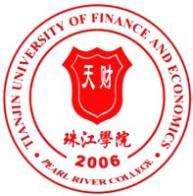 TIANJIN UNIVERSITY OF FINANCE AND ECONOMICS
天财
珠江學院
2006
PEARL RIVER COLLEGE